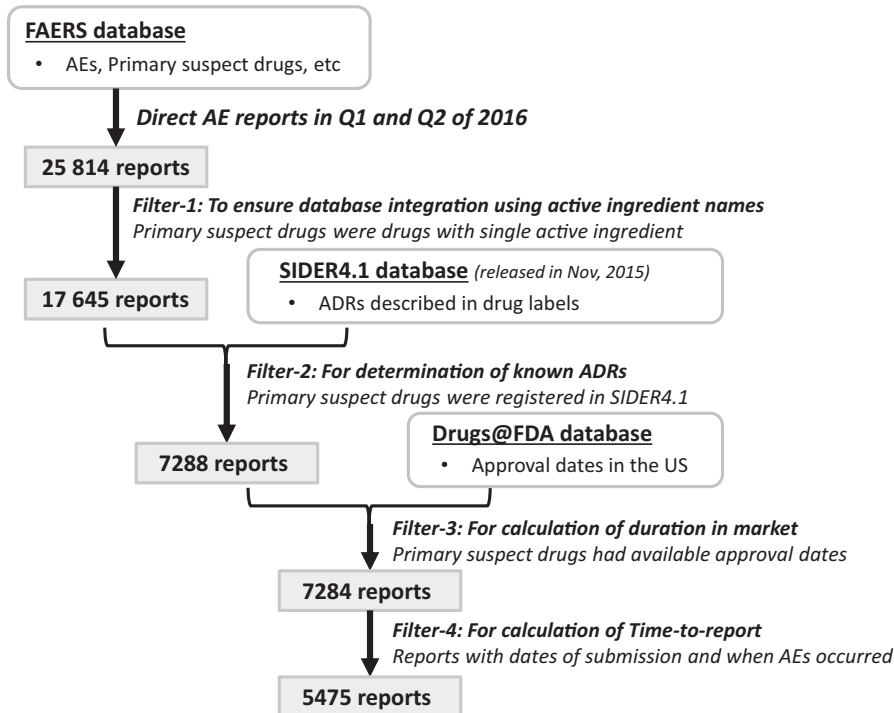 FAERS database
• AEs, Primary suspect drugs, etc
Direct AE reports in Q1 and Q2 of 2016
25 814 reports
Filter-1: To ensure database integration using active ingredient names
Primary suspect drugs were drugs with single active ingredient
SIDER4.1 database (released in Nov, 2015)
• ADRs described in drug labels
17 645 reports
Filter-2: For determination of known ADRs
Primary suspect drugs were registered in SIDER4.1
Drugs@FDA database
• Approval dates in the US
7288 reports
Filter-3: For calculation of duration in market
Primary suspect drugs had available approval dates
7284 reports
Filter-4: For calculation of Time-to-report
Reports with dates of submission and when AEs occurred
5475 reports